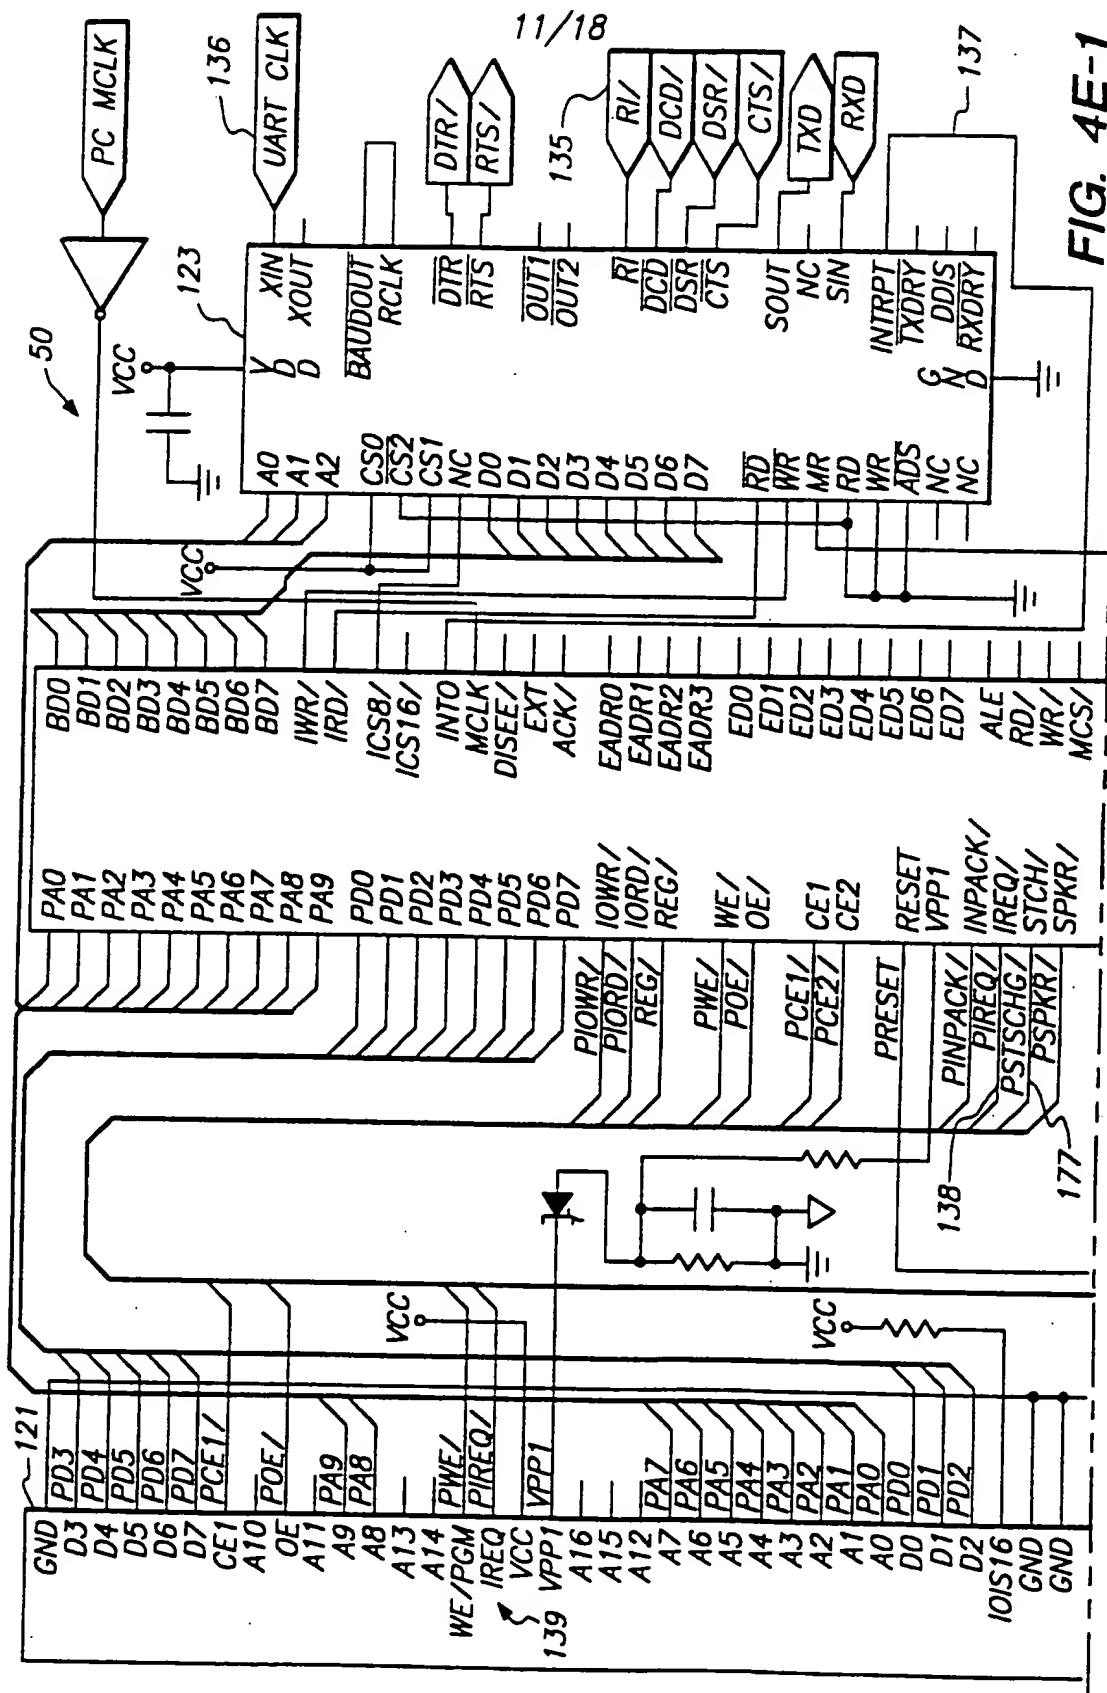 11/18
PC MCLK
136
UART CLK
DTR/
RTS/
135
RI/
DCD/
DSR/
CTS/
TXD
RXD
137
FIG. 4E-1
50
VCC
123
VDD
XIN
XOUT
BAUDOUT
RCLK
DTR
RTS
OUT1
OUT2
RI
DCD
DSR
CTS
SOUT
NC
SIN
INTRPT
TXDRY
DDIS
RXDRY
GND
A0
A1
A2
CS0
CS2
CS1
NC
D0
D1
D2
D3
D4
D5
D6
D7
RD
WR
MR
RD
WR
ADS
NC
NC
VCC
BD0
BD1
BD2
BD3
BD4
BD5
BD6
BD7
IWR/
IRD/
ICS8/
ICS16/
INTO
MCLK
DISEE/
EXT
ACK/
EADR0
EADR1
EADR2
EADR3
ED0
ED1
ED2
ED3
ED4
ED5
ED6
ED7
ALE
RD/
WR/
MCS/
PA0
PA1
PA2
PA3
PA4
PA5
PA6
PA7
PA8
PA9
PD0
PD1
PD2
PD3
PD4
PD5
PD6
PD7
IOWR/
IORD/
REG/
WE/
OE/
CE1
CE2
RESET
VPP1
INPACK/
IREQ/
STCH/
SPKR/
PIOWR/
PIORD/
REG/
PWE/
POE/
PCE1/
PCE2/
PRESET
PINPACK/
PIREQ/
PSTSCHG/
PSPKR/
138
177
VCC
VCC
121
PD3
PD4
PD5
PD6
PD7
PCE1/
POE/
PA9
PA8
PWE/
PIREQ/
VPP1
PA7
PA6
PA5
PA4
PA3
PA2
PA1
PA0
PD0
PD1
PD2
GND
D3
D4
D5
D6
D7
CE1
A10
OE
A11
A9
A8
A13
A14
WE/PGM
IREQ
VCC
VPP1
A16
A15
A12
A7
A6
A5
A4
A3
A2
A1
A0
D0
D1
D2
IOIS16
GND
GND
139